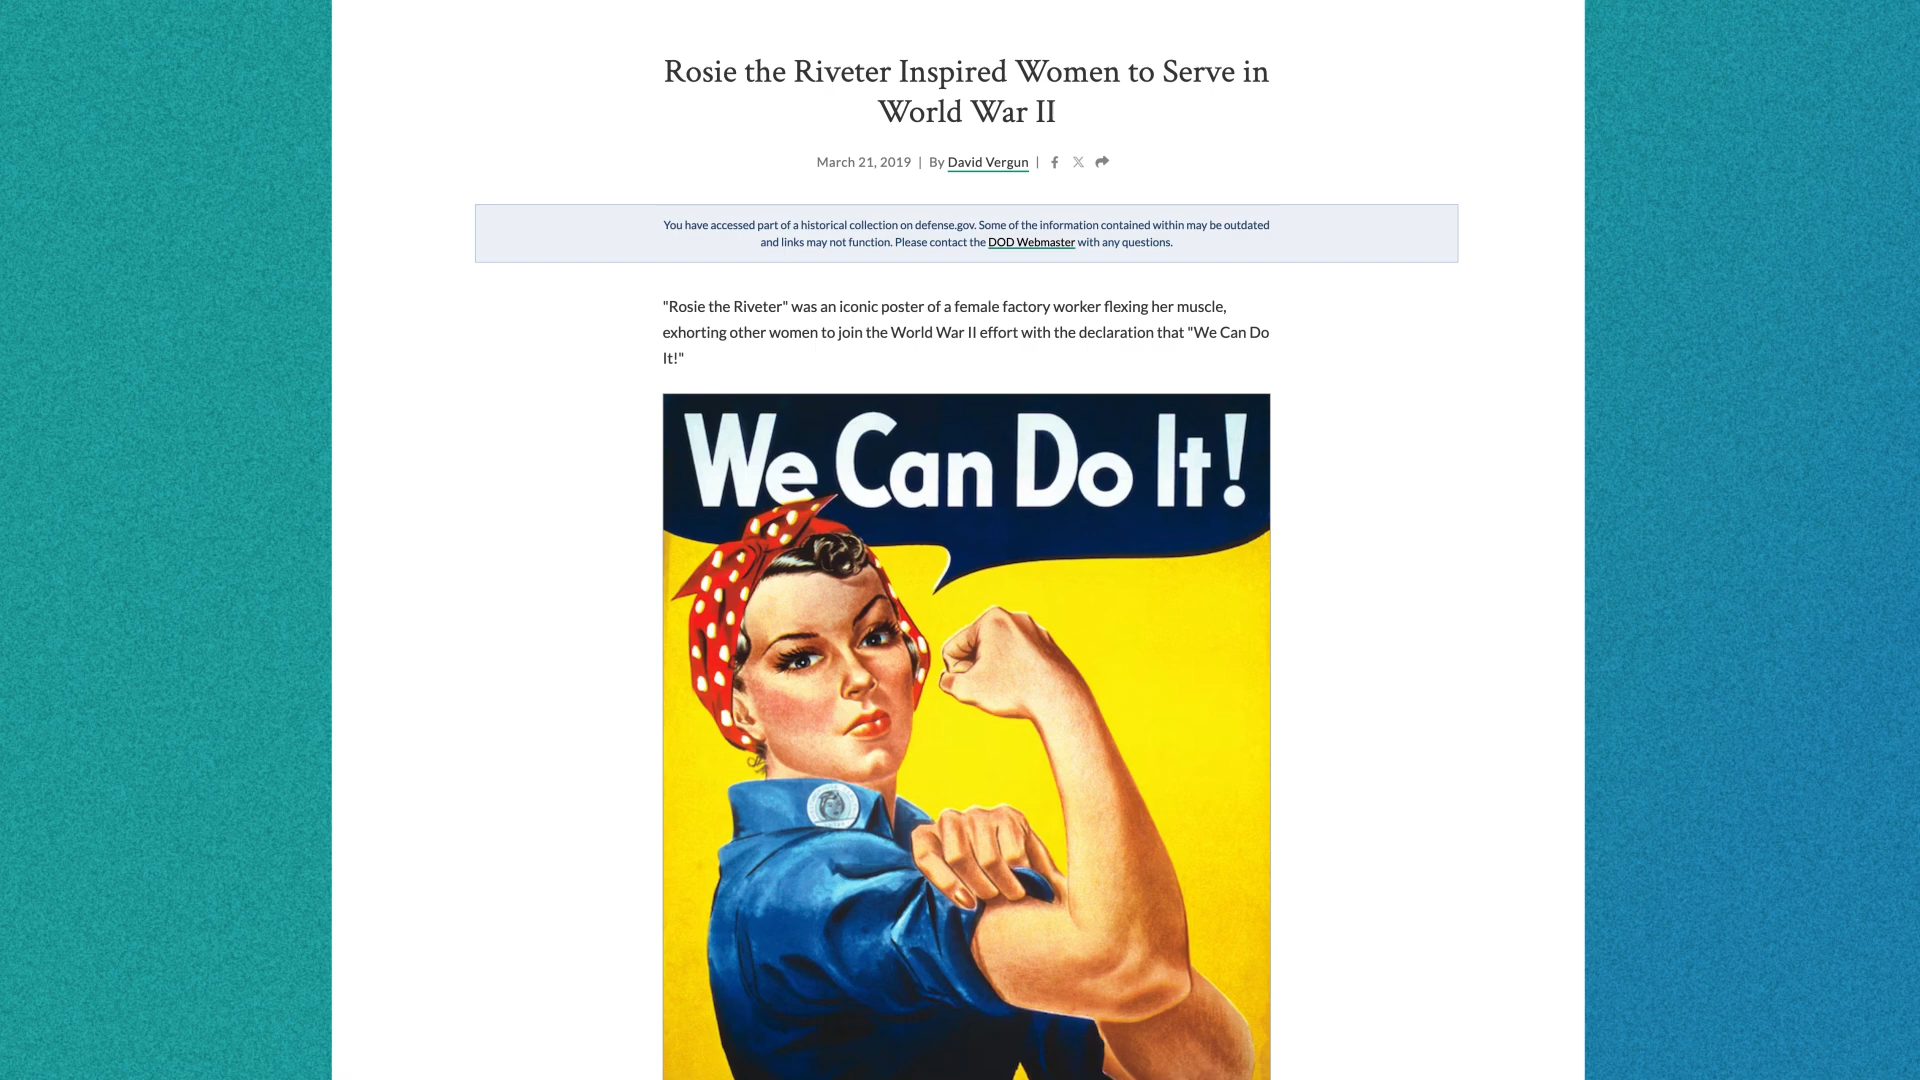 Rosie the Riveter Inspired Women to Serve in
World War II
March 21, 2019 | By David Vergun |
You have accessed part of a historical collection on defense.gov. Some of the information contained within may be outdated
and links may not function. Please contact the DOD Webmaster with any questions.
"Rosie the Riveter" was an iconic poster of a female factory worker flexing her muscle,
exhorting other women to join the World War II effort with the declaration that "We Can Do
It!"
We Can Do It!